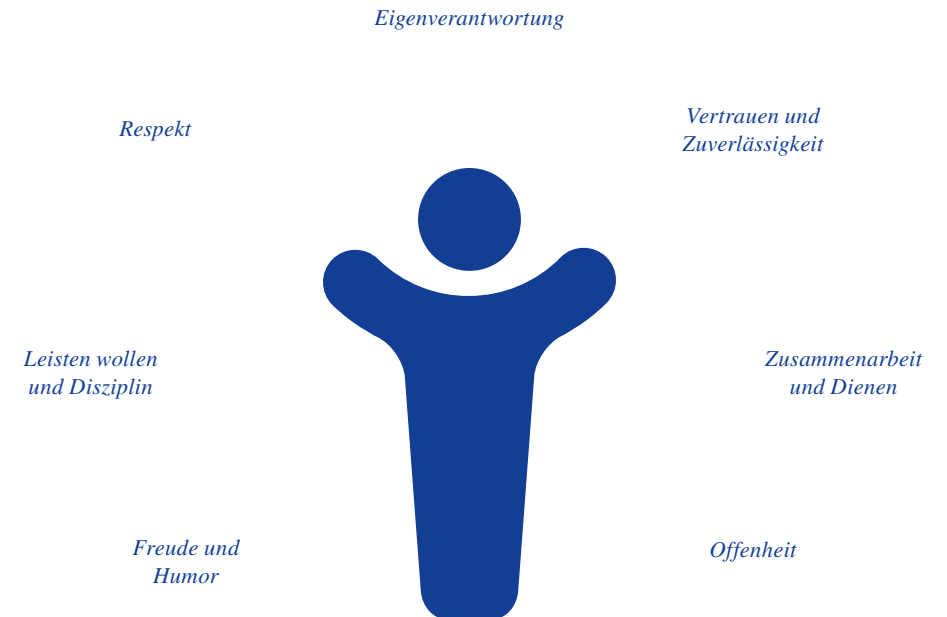 Eigenverantwortung
Respekt
Vertrauen und
Zuverlässigkeit
Leisten wollen
und Disziplin
Zusammenarbeit
und Dienen
Freude und
Humor
Offenheit